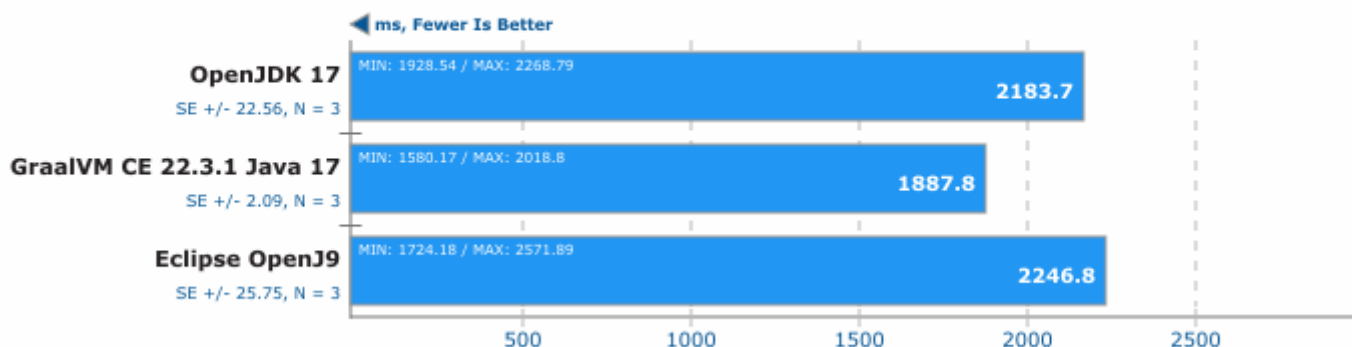 ms, Fewer Is Better
OpenJDK 17
SE +/- 22.56, N = 3
MIN: 1928.54 / MAX: 2268.79
2183.7
GraalVM CE 22.3.1 Java 17
SE +/- 2.09, N = 3
MIN: 1580.17 / MAX: 2018.8
1887.8
Eclipse OpenJ9
SE +/- 25.75, N = 3
MIN: 1724.18 / MAX: 2571.89
2246.8
500 1000 1500 2000 2500